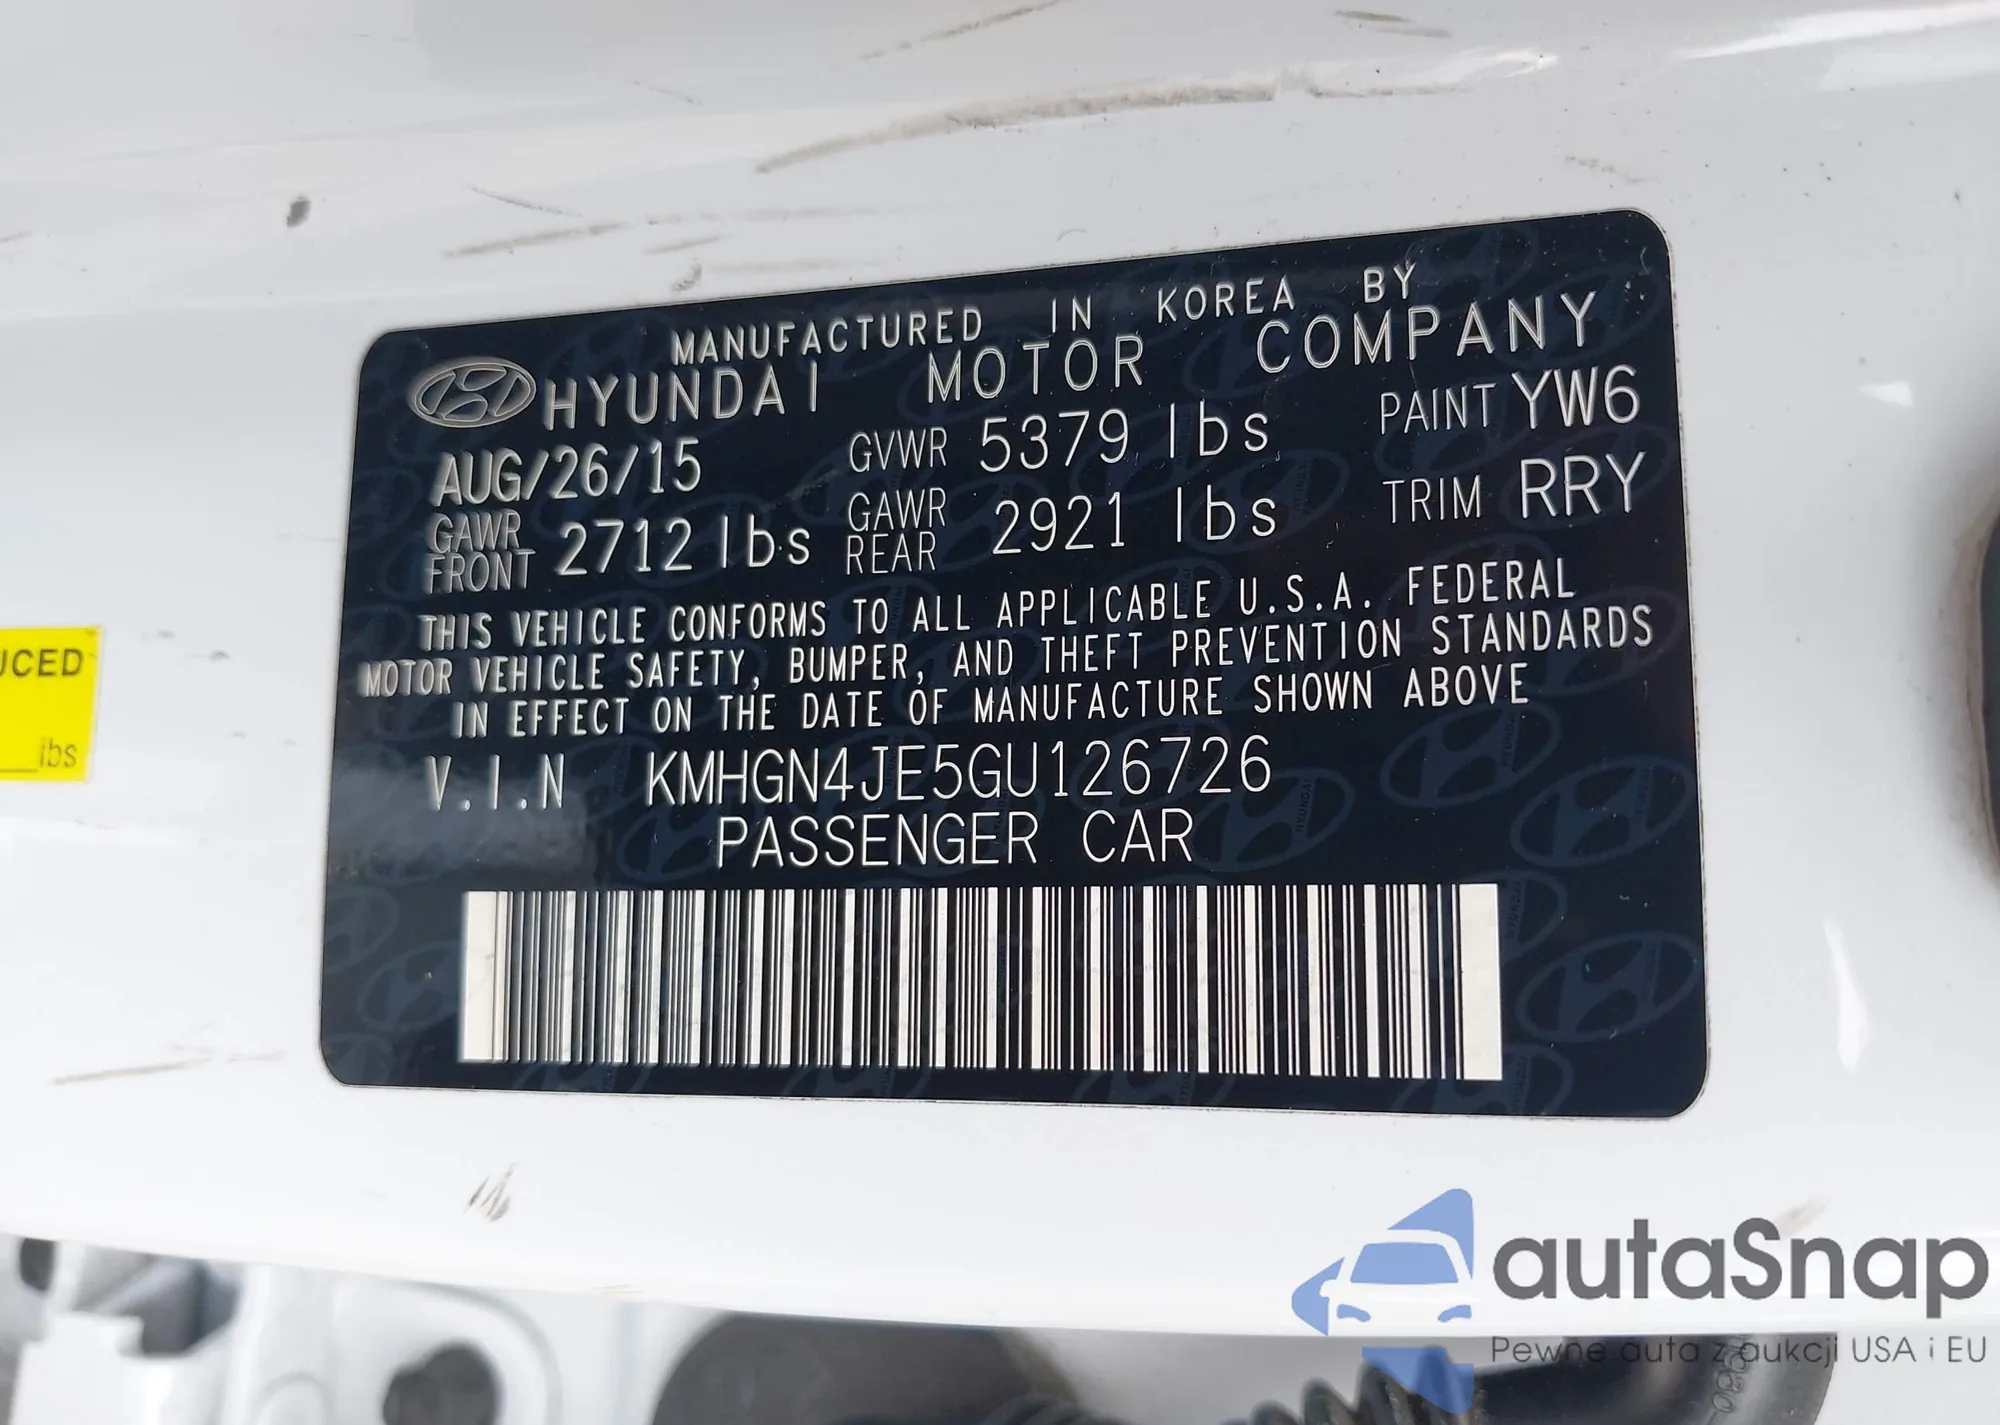 MANUFACTURED IN KOREA BY
HYUNDAI MOTOR COMPANY
AUG/26/15 GVWR 5379 lbs PAINT YW6
GAWR FRONT 2712 lbs GAWR REAR 2921 lbs TRIM RRY
THIS VEHICLE CONFORMS TO ALL APPLICABLE U.S.A. FEDERAL
MOTOR VEHICLE SAFETY, BUMPER, AND THEFT PREVENTION STANDARDS
IN EFFECT ON THE DATE OF MANUFACTURE SHOWN ABOVE
V.I.N KMHGN4JE5GU126726
PASSENGER CAR
UCED
lbs
autaSnap
Pewne auta z aukcji USA i EU